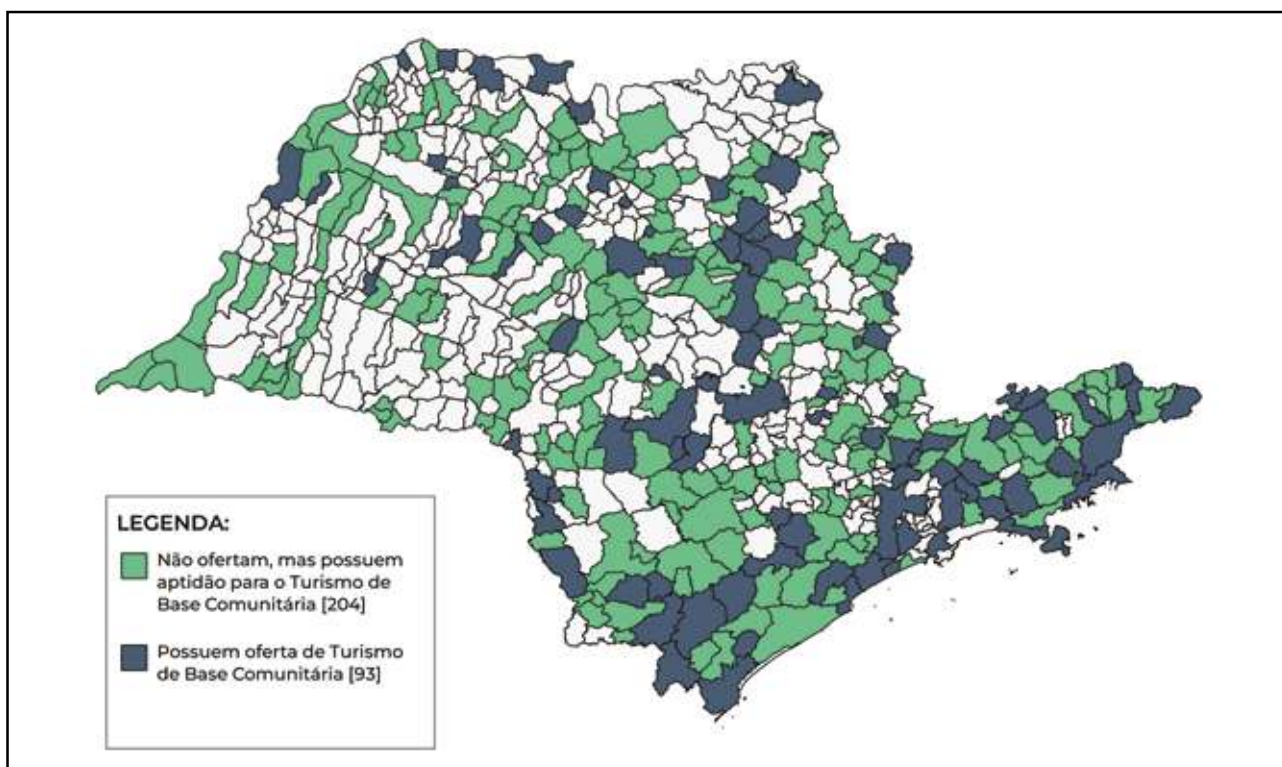 LEGENDA:
Não ofertam, mas possuem
aptidão para o Turismo de
Base Comunitária [204]
Possuem oferta de Turismo
de Base Comunitária [93]